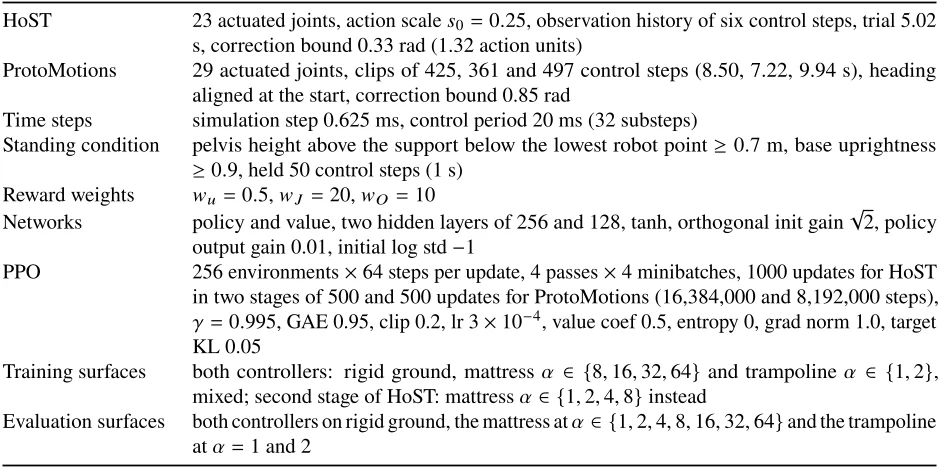 HoST 23 actuated joints, action scale s₀ = 0.25, observation history of six control steps, trial 5.02
s, correction bound 0.33 rad (1.32 action units)
ProtoMotions 29 actuated joints, clips of 425, 361 and 497 control steps (8.50, 7.22, 9.94 s), heading
aligned at the start, correction bound 0.85 rad
Time steps simulation step 0.625 ms, control period 20 ms (32 substeps)
Standing condition pelvis height above the support below the lowest robot point ≥ 0.7 m, base uprightness
≥ 0.9, held 50 control steps (1 s)
Reward weights w_u = 0.5, w_J = 20, w_O = 10
Networks policy and value, two hidden layers of 256 and 128, tanh, orthogonal init gain √2, policy
output gain 0.01, initial log std −1
PPO 256 environments × 64 steps per update, 4 passes × 4 minibatches, 1000 updates for HoST
in two stages of 500 and 500 updates for ProtoMotions (16,384,000 and 8,192,000 steps),
γ = 0.995, GAE 0.95, clip 0.2, lr 3 × 10⁻⁴, value coef 0.5, entropy 0, grad norm 1.0, target
KL 0.05
Training surfaces both controllers: rigid ground, mattress α ∈ {8, 16, 32, 64} and trampoline α ∈ {1, 2},
mixed; second stage of HoST: mattress α ∈ {1, 2, 4, 8} instead
Evaluation surfaces both controllers on rigid ground, the mattress at α ∈ {1, 2, 4, 8, 16, 32, 64} and the trampoline
at α = 1 and 2